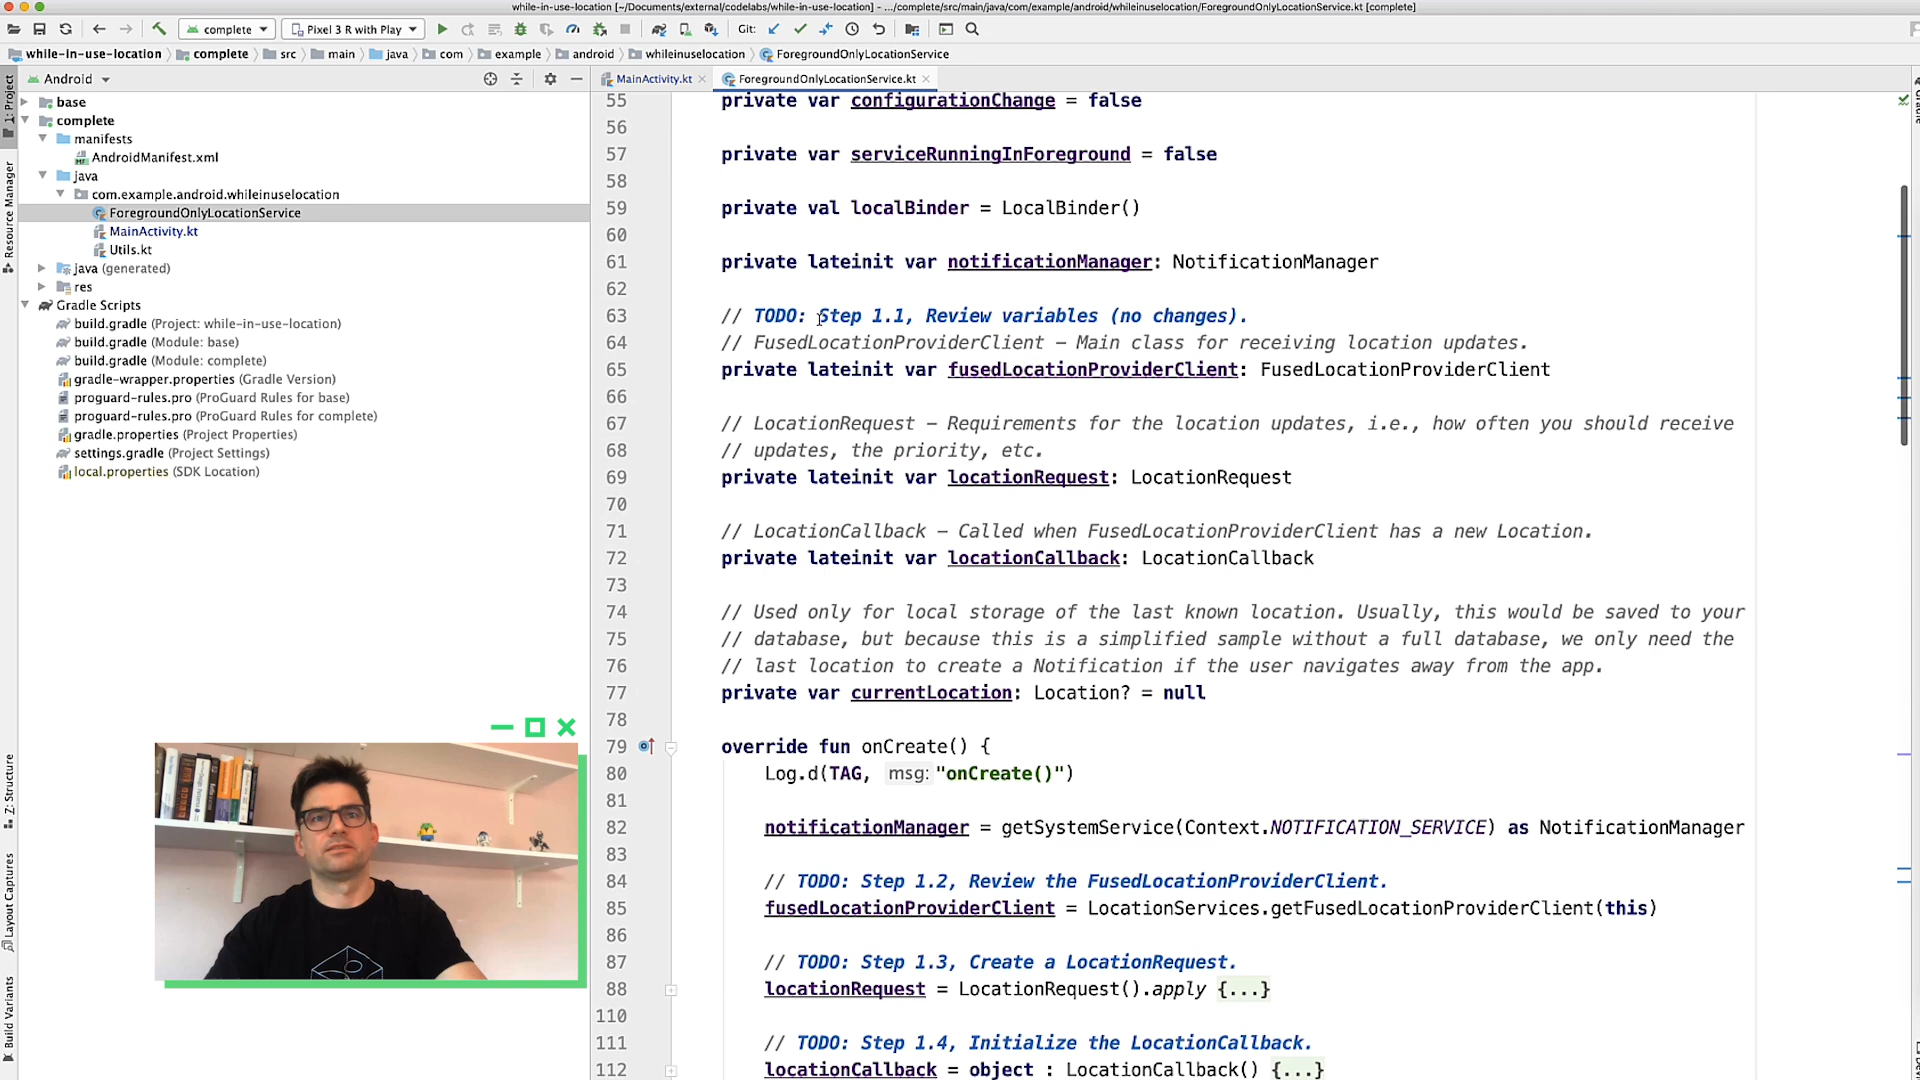 while-in-use-location [~/Documents/external/codelabs/while-in-use-location] - .../complete/src/main/java/com/example/android/whileinuselocation/ForegroundOnlyLocationService.kt [complete]
complete
Pixel 3 R with Play
Git:
while-in-use-location
complete
src
main
java
com
example
android
whileinuselocation
ForegroundOnlyLocationService.kt
Android
MainActivity.kt
ForegroundOnlyLocationService.kt
1: Project
Resource Manager
Z: Structure
Layout Captures
Build Variants
base
complete
manifests
AndroidManifest.xml
java
com.example.android.whileinuselocation
ForegroundOnlyLocationService
MainActivity.kt
Utils.kt
java (generated)
res
Gradle Scripts
build.gradle (Project: while-in-use-location)
build.gradle (Module: base)
build.gradle (Module: complete)
gradle-wrapper.properties (Gradle Version)
proguard-rules.pro (ProGuard Rules for base)
proguard-rules.pro (ProGuard Rules for complete)
gradle.properties (Project Properties)
settings.gradle (Project Settings)
local.properties (SDK Location)
55 private var configurationChange = false
56
57 private var serviceRunningInForeground = false
58
59 private val localBinder = LocalBinder()
60
61 private lateinit var notificationManager: NotificationManager
62
63 // TODO: Step 1.1, Review variables (no changes).
64 // FusedLocationProviderClient – Main class for receiving location updates.
65 private lateinit var fusedLocationProviderClient: FusedLocationProviderClient
66
67 // LocationRequest – Requirements for the location updates, i.e., how often you should receive
68 // updates, the priority, etc.
69 private lateinit var locationRequest: LocationRequest
70
71 // LocationCallback – Called when FusedLocationProviderClient has a new Location.
72 private lateinit var locationCallback: LocationCallback
73
74 // Used only for local storage of the last known location. Usually, this would be saved to your
75 // database, but because this is a simplified sample without a full database, we only need the
76 // last location to create a Notification if the user navigates away from the app.
77 private var currentLocation: Location? = null
78
79 override fun onCreate() {
80 Log.d(TAG, msg: "onCreate()")
81
82 notificationManager = getSystemService(Context.NOTIFICATION_SERVICE) as NotificationManager
83
84 // TODO: Step 1.2, Review the FusedLocationProviderClient.
85 fusedLocationProviderClient = LocationServices.getFusedLocationProviderClient(this)
86
87 // TODO: Step 1.3, Create a LocationRequest.
88 locationRequest = LocationRequest().apply {...}
110
111 // TODO: Step 1.4, Initialize the LocationCallback.
112 locationCallback = object : LocationCallback() {...}